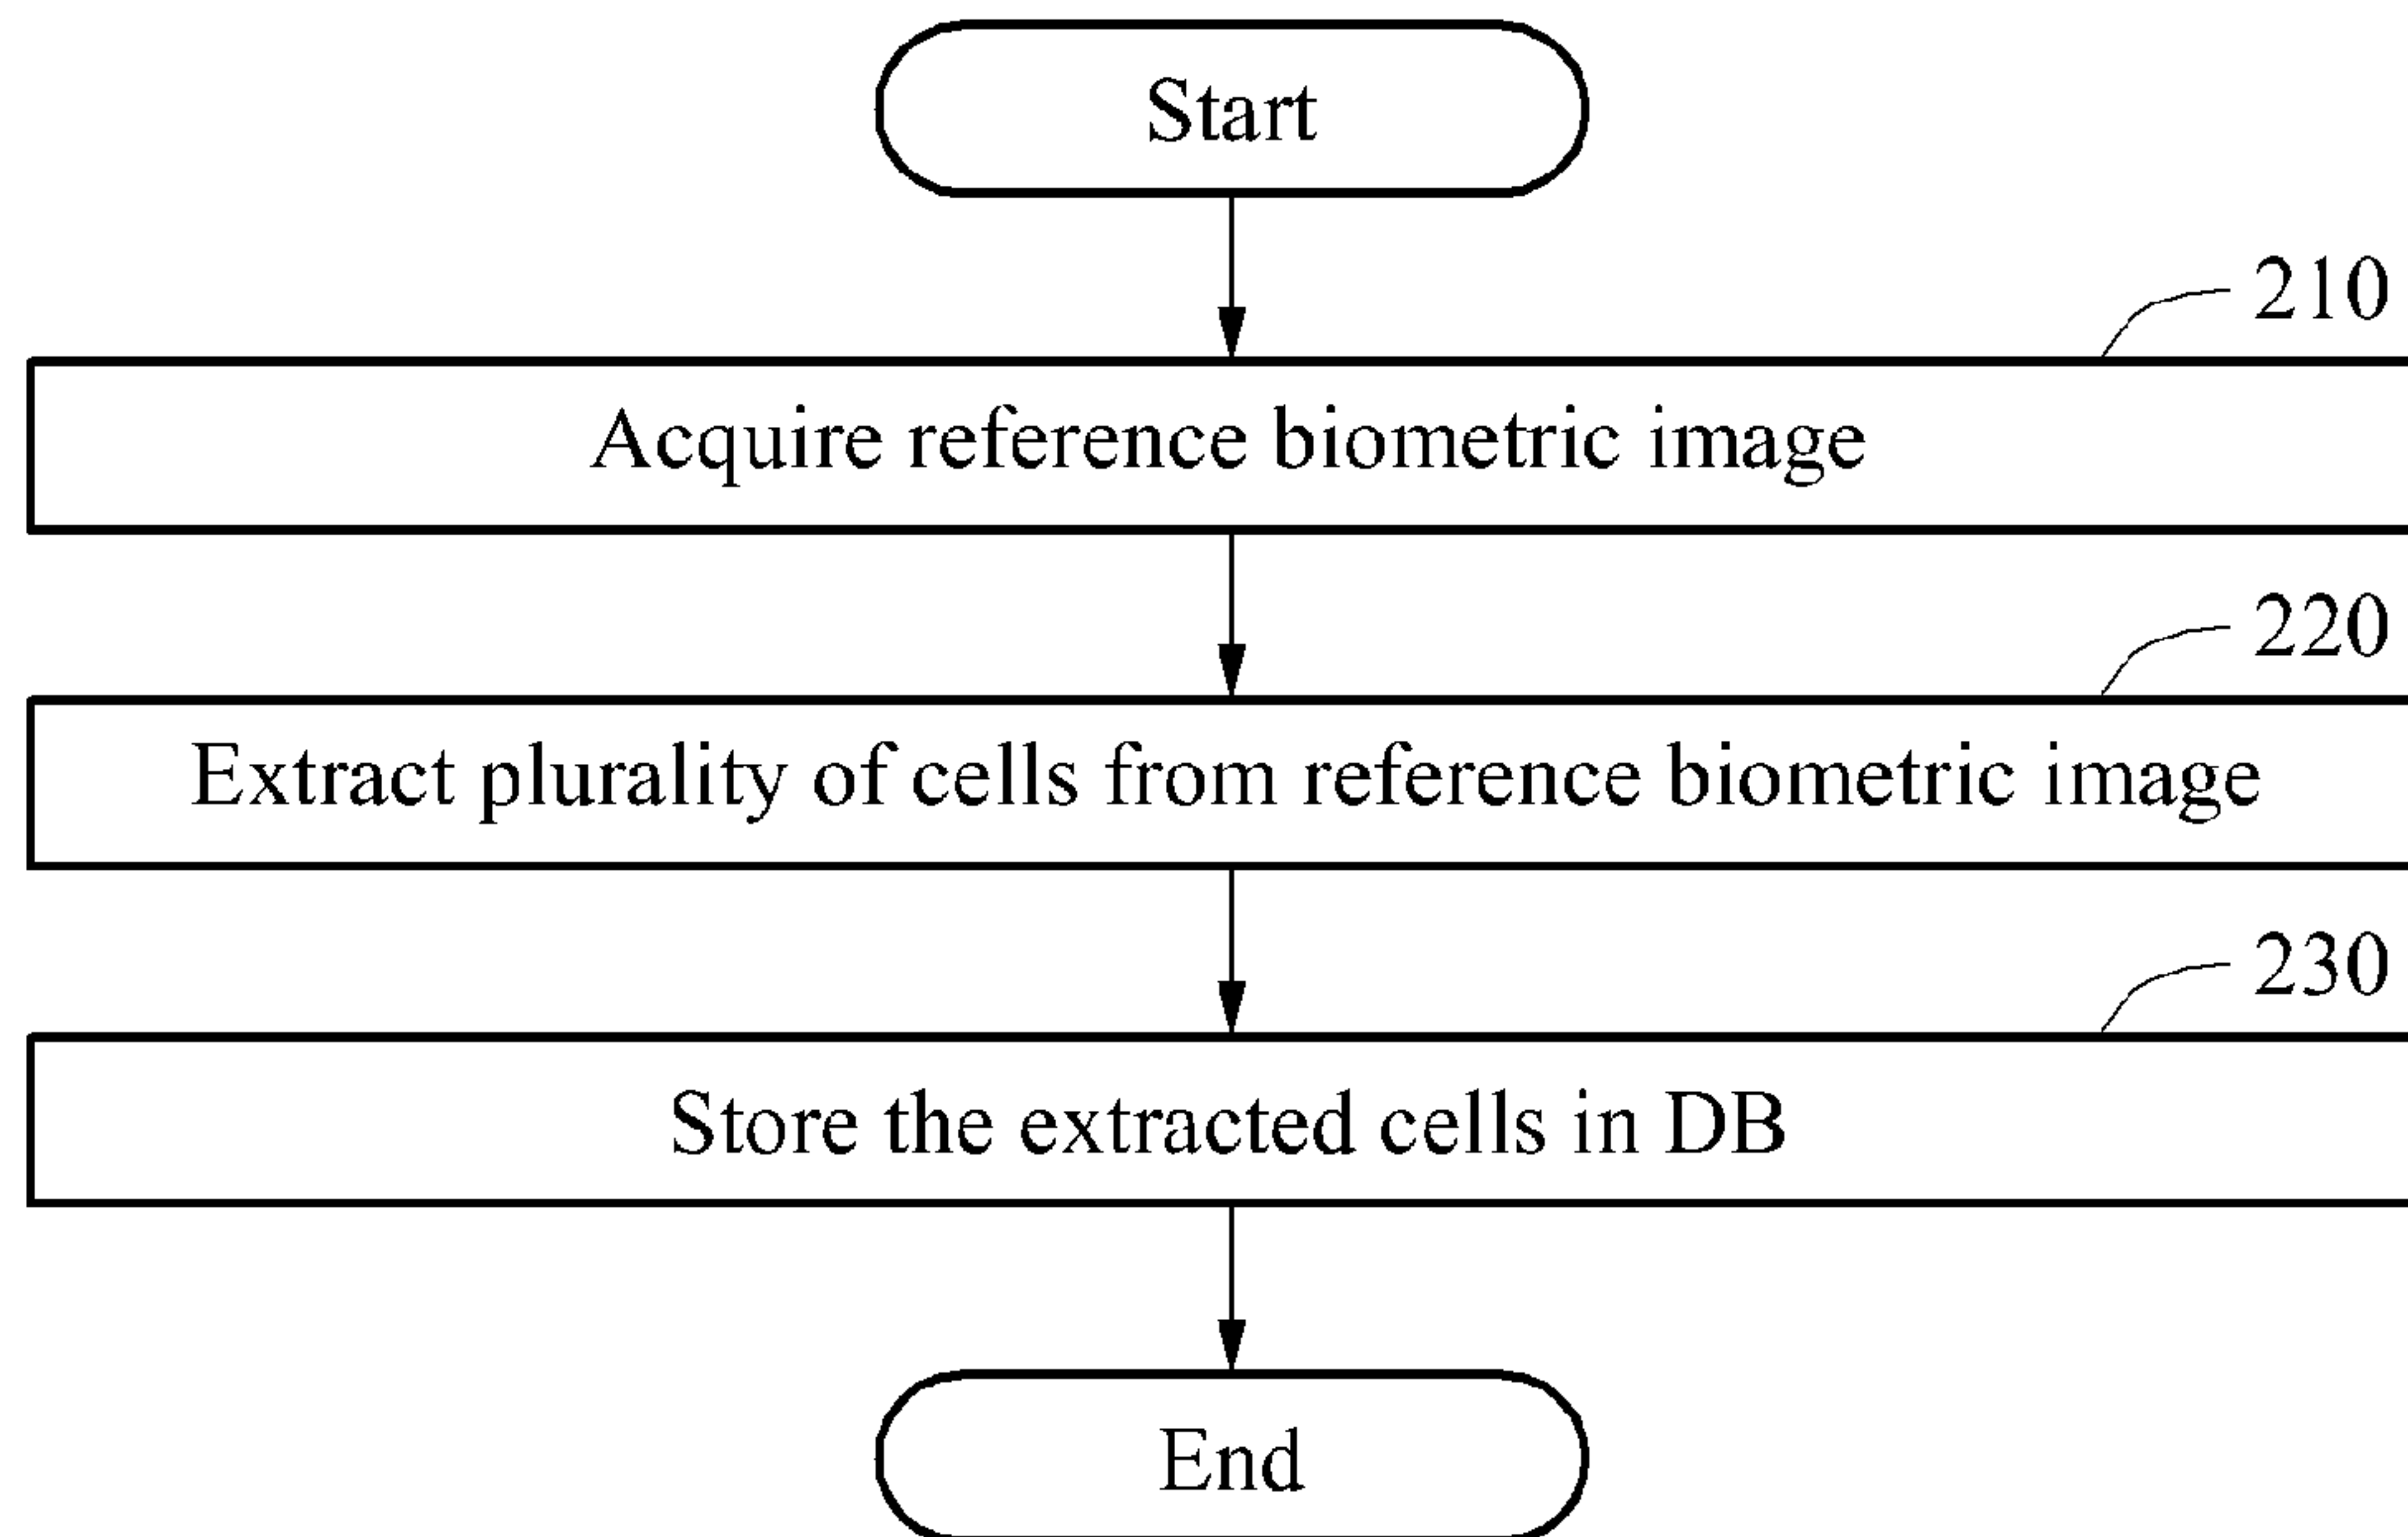 Start
210
Acquire reference biometric image
220
Extract plurality of cells from reference biometric image
230
Store the extracted cells in DB
End